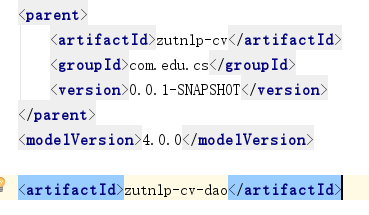 <parent>
<artifactId>zutnlp-cv</artifactId>
<groupId>com.edu.cs</groupId>
<version>0.0.1-SNAPSHOT</version>
</parent>
<modelVersion>4.0.0</modelVersion>
<artifactId>zutnlp-cv-dao</artifactId>